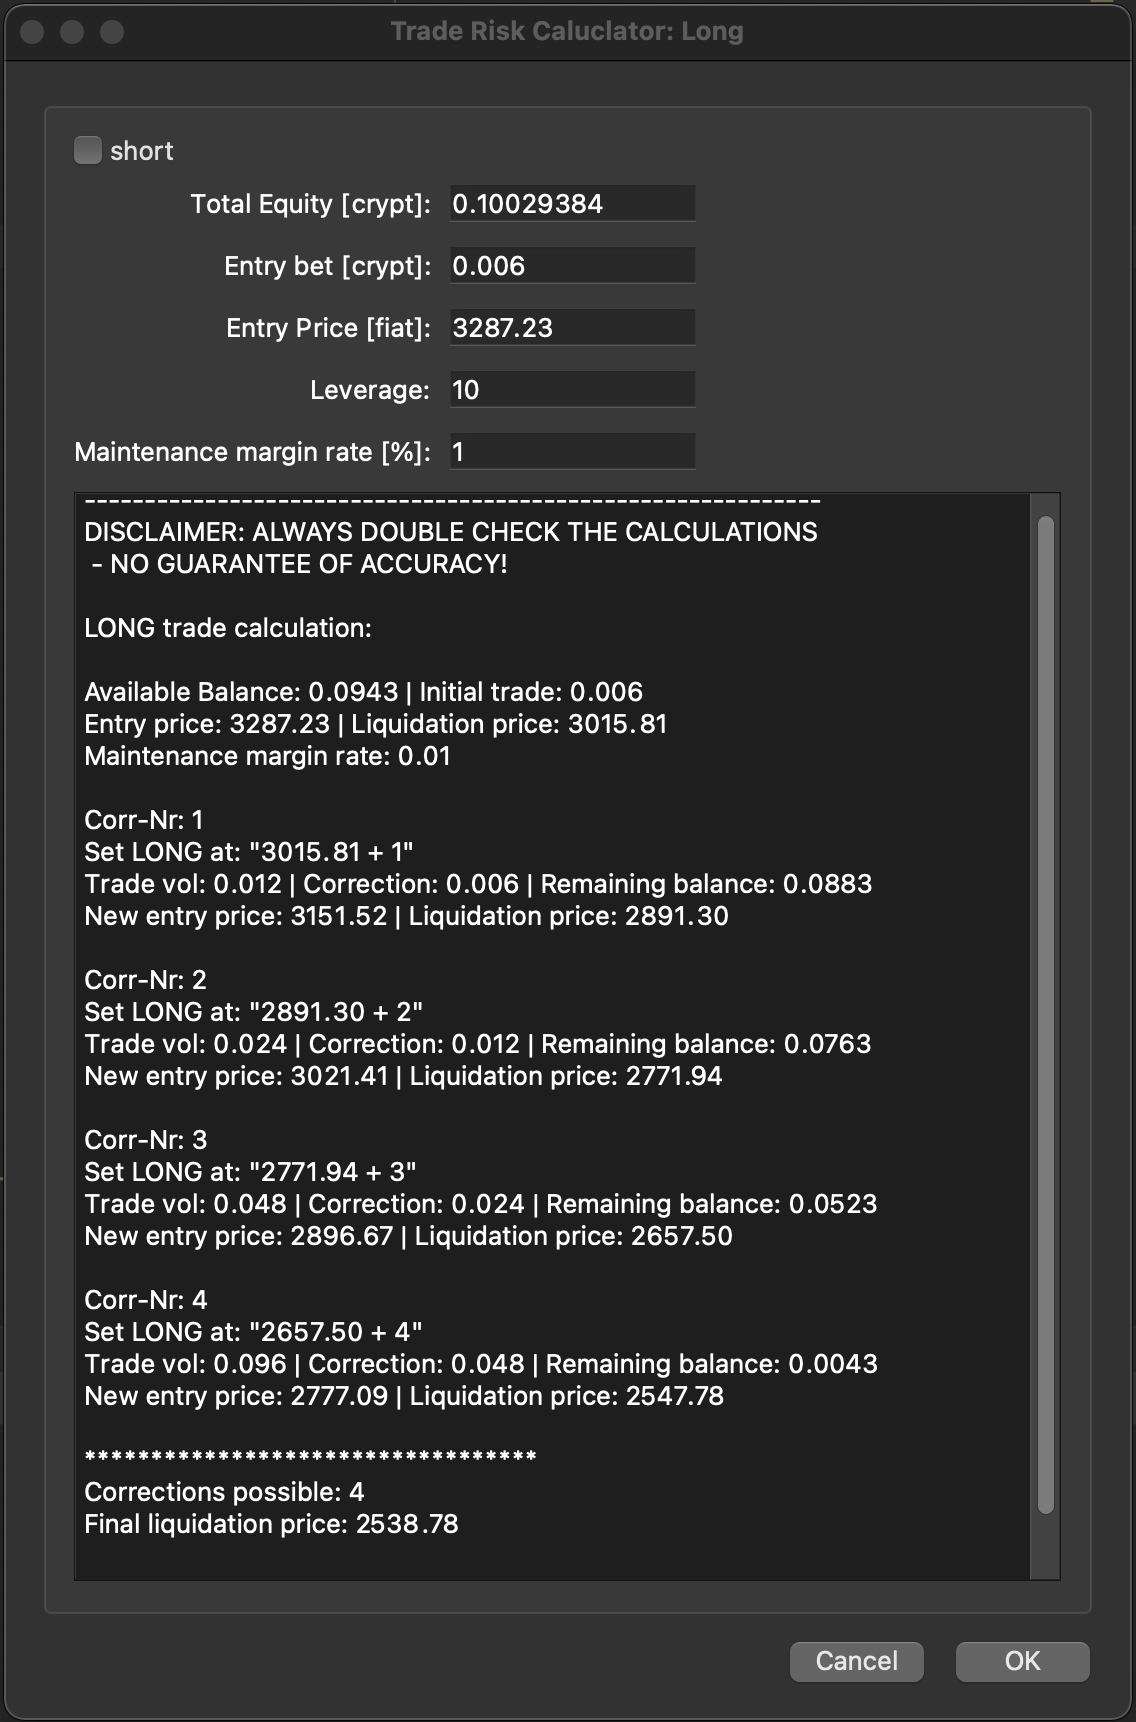 Trade Risk Caluclator: Long
short
Total Equity [crypt]: 0.10029384
Entry bet [crypt]: 0.006
Entry Price [fiat]: 3287.23
Leverage: 10
Maintenance margin rate [%]: 1
-------------------------------------------------------------
DISCLAIMER: ALWAYS DOUBLE CHECK THE CALCULATIONS
- NO GUARANTEE OF ACCURACY!
LONG trade calculation:
Available Balance: 0.0943 | Initial trade: 0.006
Entry price: 3287.23 | Liquidation price: 3015.81
Maintenance margin rate: 0.01
Corr-Nr: 1
Set LONG at: "3015.81 + 1"
Trade vol: 0.012 | Correction: 0.006 | Remaining balance: 0.0883
New entry price: 3151.52 | Liquidation price: 2891.30
Corr-Nr: 2
Set LONG at: "2891.30 + 2"
Trade vol: 0.024 | Correction: 0.012 | Remaining balance: 0.0763
New entry price: 3021.41 | Liquidation price: 2771.94
Corr-Nr: 3
Set LONG at: "2771.94 + 3"
Trade vol: 0.048 | Correction: 0.024 | Remaining balance: 0.0523
New entry price: 2896.67 | Liquidation price: 2657.50
Corr-Nr: 4
Set LONG at: "2657.50 + 4"
Trade vol: 0.096 | Correction: 0.048 | Remaining balance: 0.0043
New entry price: 2777.09 | Liquidation price: 2547.78
**********************************
Corrections possible: 4
Final liquidation price: 2538.78
Cancel
OK